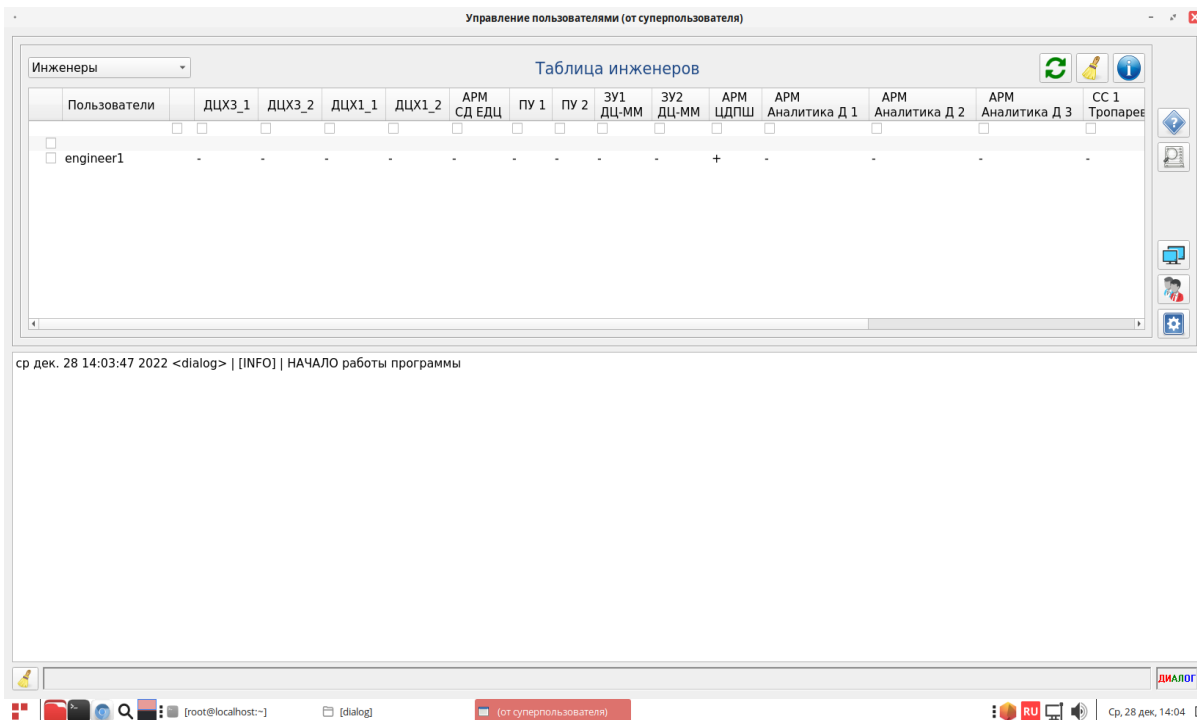 Управление пользователями (от суперпользователя)
Инженеры
Таблица инженеров
Пользователи ДЦХ3_1 ДЦХ3_2 ДЦХ1_1 ДЦХ1_2 АРМ СД ЕДЦ ПУ 1 ПУ 2 ЗУ1 ДЦ-ММ ЗУ2 ДЦ-ММ АРМ ЦДПШ АРМ Аналитика Д 1 АРМ Аналитика Д 2 АРМ Аналитика Д 3 СС 1 Тропарев
engineer1 - - - - - - - - - + - - - -
ср дек. 28 14:03:47 2022 <dialog> | [INFO] | НАЧАЛО работы программы
ДИАЛОГ
[root@localhost:~] [dialog] (от суперпользователя) RU Ср, 28 дек, 14:04